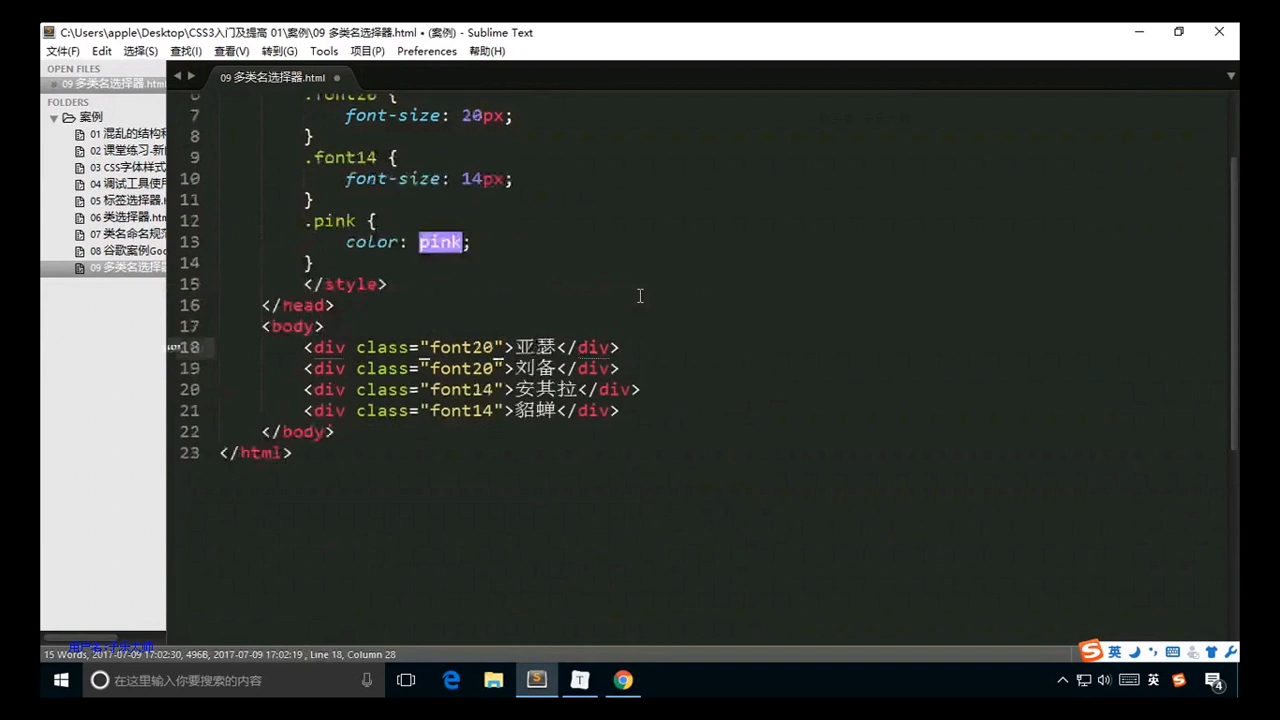 C:\Users\apple\Desktop\CSS3入门及提高 01\案例\09 多类名选择器.html • (案例) - Sublime Text
文件(F) Edit 选择(S) 查找(I) 查看(V) 转到(G) Tools 项目(P) Preferences 帮助(H)
OPEN FILES
09 多类名选择器.html
FOLDERS
案例
01 混乱的结构和
02 课堂练习-新闻
03 CSS字体样式
04 调试工具使用
05 标签选择器.html
06 类选择器.htm
07 类名命名规范
08 谷歌案例Goo
09 多类名选择器
09 多类名选择器.html
6 .font20 {
7 font-size: 20px;
8 }
9 .font14 {
10 font-size: 14px;
11 }
12 .pink {
13 color: pink;
14 }
15 </style>
16 </head>
17 <body>
18 <div class="font20">亚瑟</div>
19 <div class="font20">刘备</div>
20 <div class="font14">安其拉</div>
21 <div class="font14">貂蝉</div>
22 </body>
23 </html>
15 Words, 2017-07-09 17:02:30, 496B, 2017-07-09 17:02:19, Line 18, Column 28
英
在这里输入你要搜索的内容
英
4